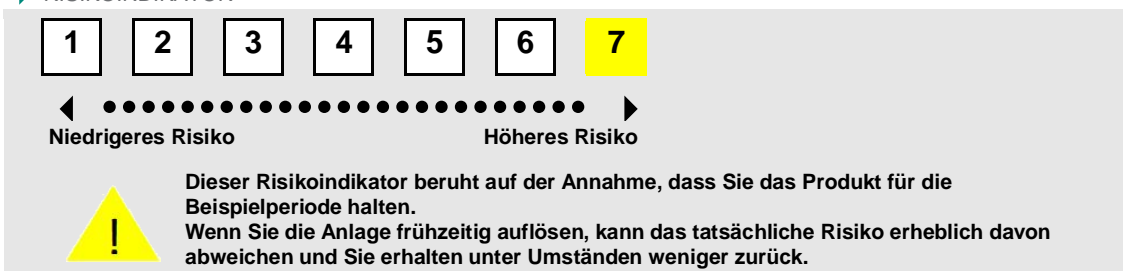 1 2 3 4 5 6 7
Niedrigeres Risiko Höheres Risiko
Dieser Risikoindikator beruht auf der Annahme, dass Sie das Produkt für die
Beispielperiode halten.
! Wenn Sie die Anlage frühzeitig auflösen, kann das tatsächliche Risiko erheblich davon
abweichen und Sie erhalten unter Umständen weniger zurück.